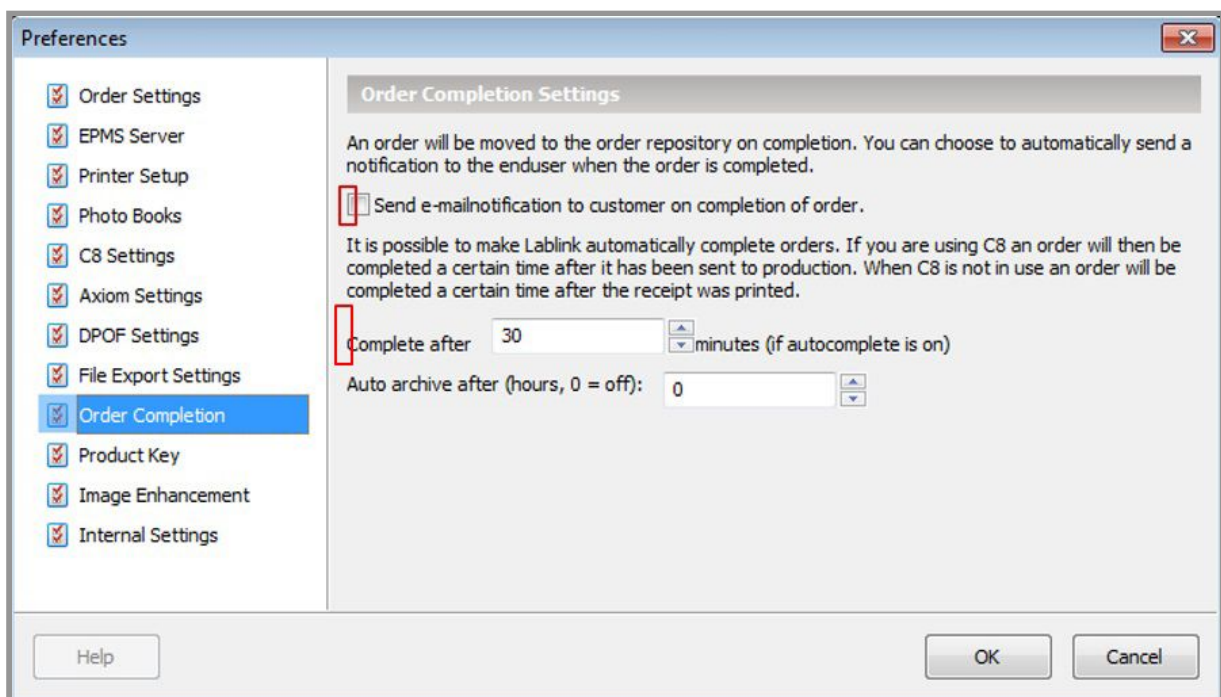 Preferences
Order Settings
EPMS Server
Printer Setup
Photo Books
C8 Settings
Axiom Settings
DPOF Settings
File Export Settings
Order Completion
Product Key
Image Enhancement
Internal Settings
Order Completion Settings
An order will be moved to the order repository on completion. You can choose to automatically send a
notification to the enduser when the order is completed.
Send e-mailnotification to customer on completion of order.
It is possible to make Lablink automatically complete orders. If you are using C8 an order will then be
completed a certain time after it has been sent to production. When C8 is not in use an order will be
completed a certain time after the receipt was printed.
Complete after 30 minutes (if autocomplete is on)
Auto archive after (hours, 0 = off): 0
Help OK Cancel